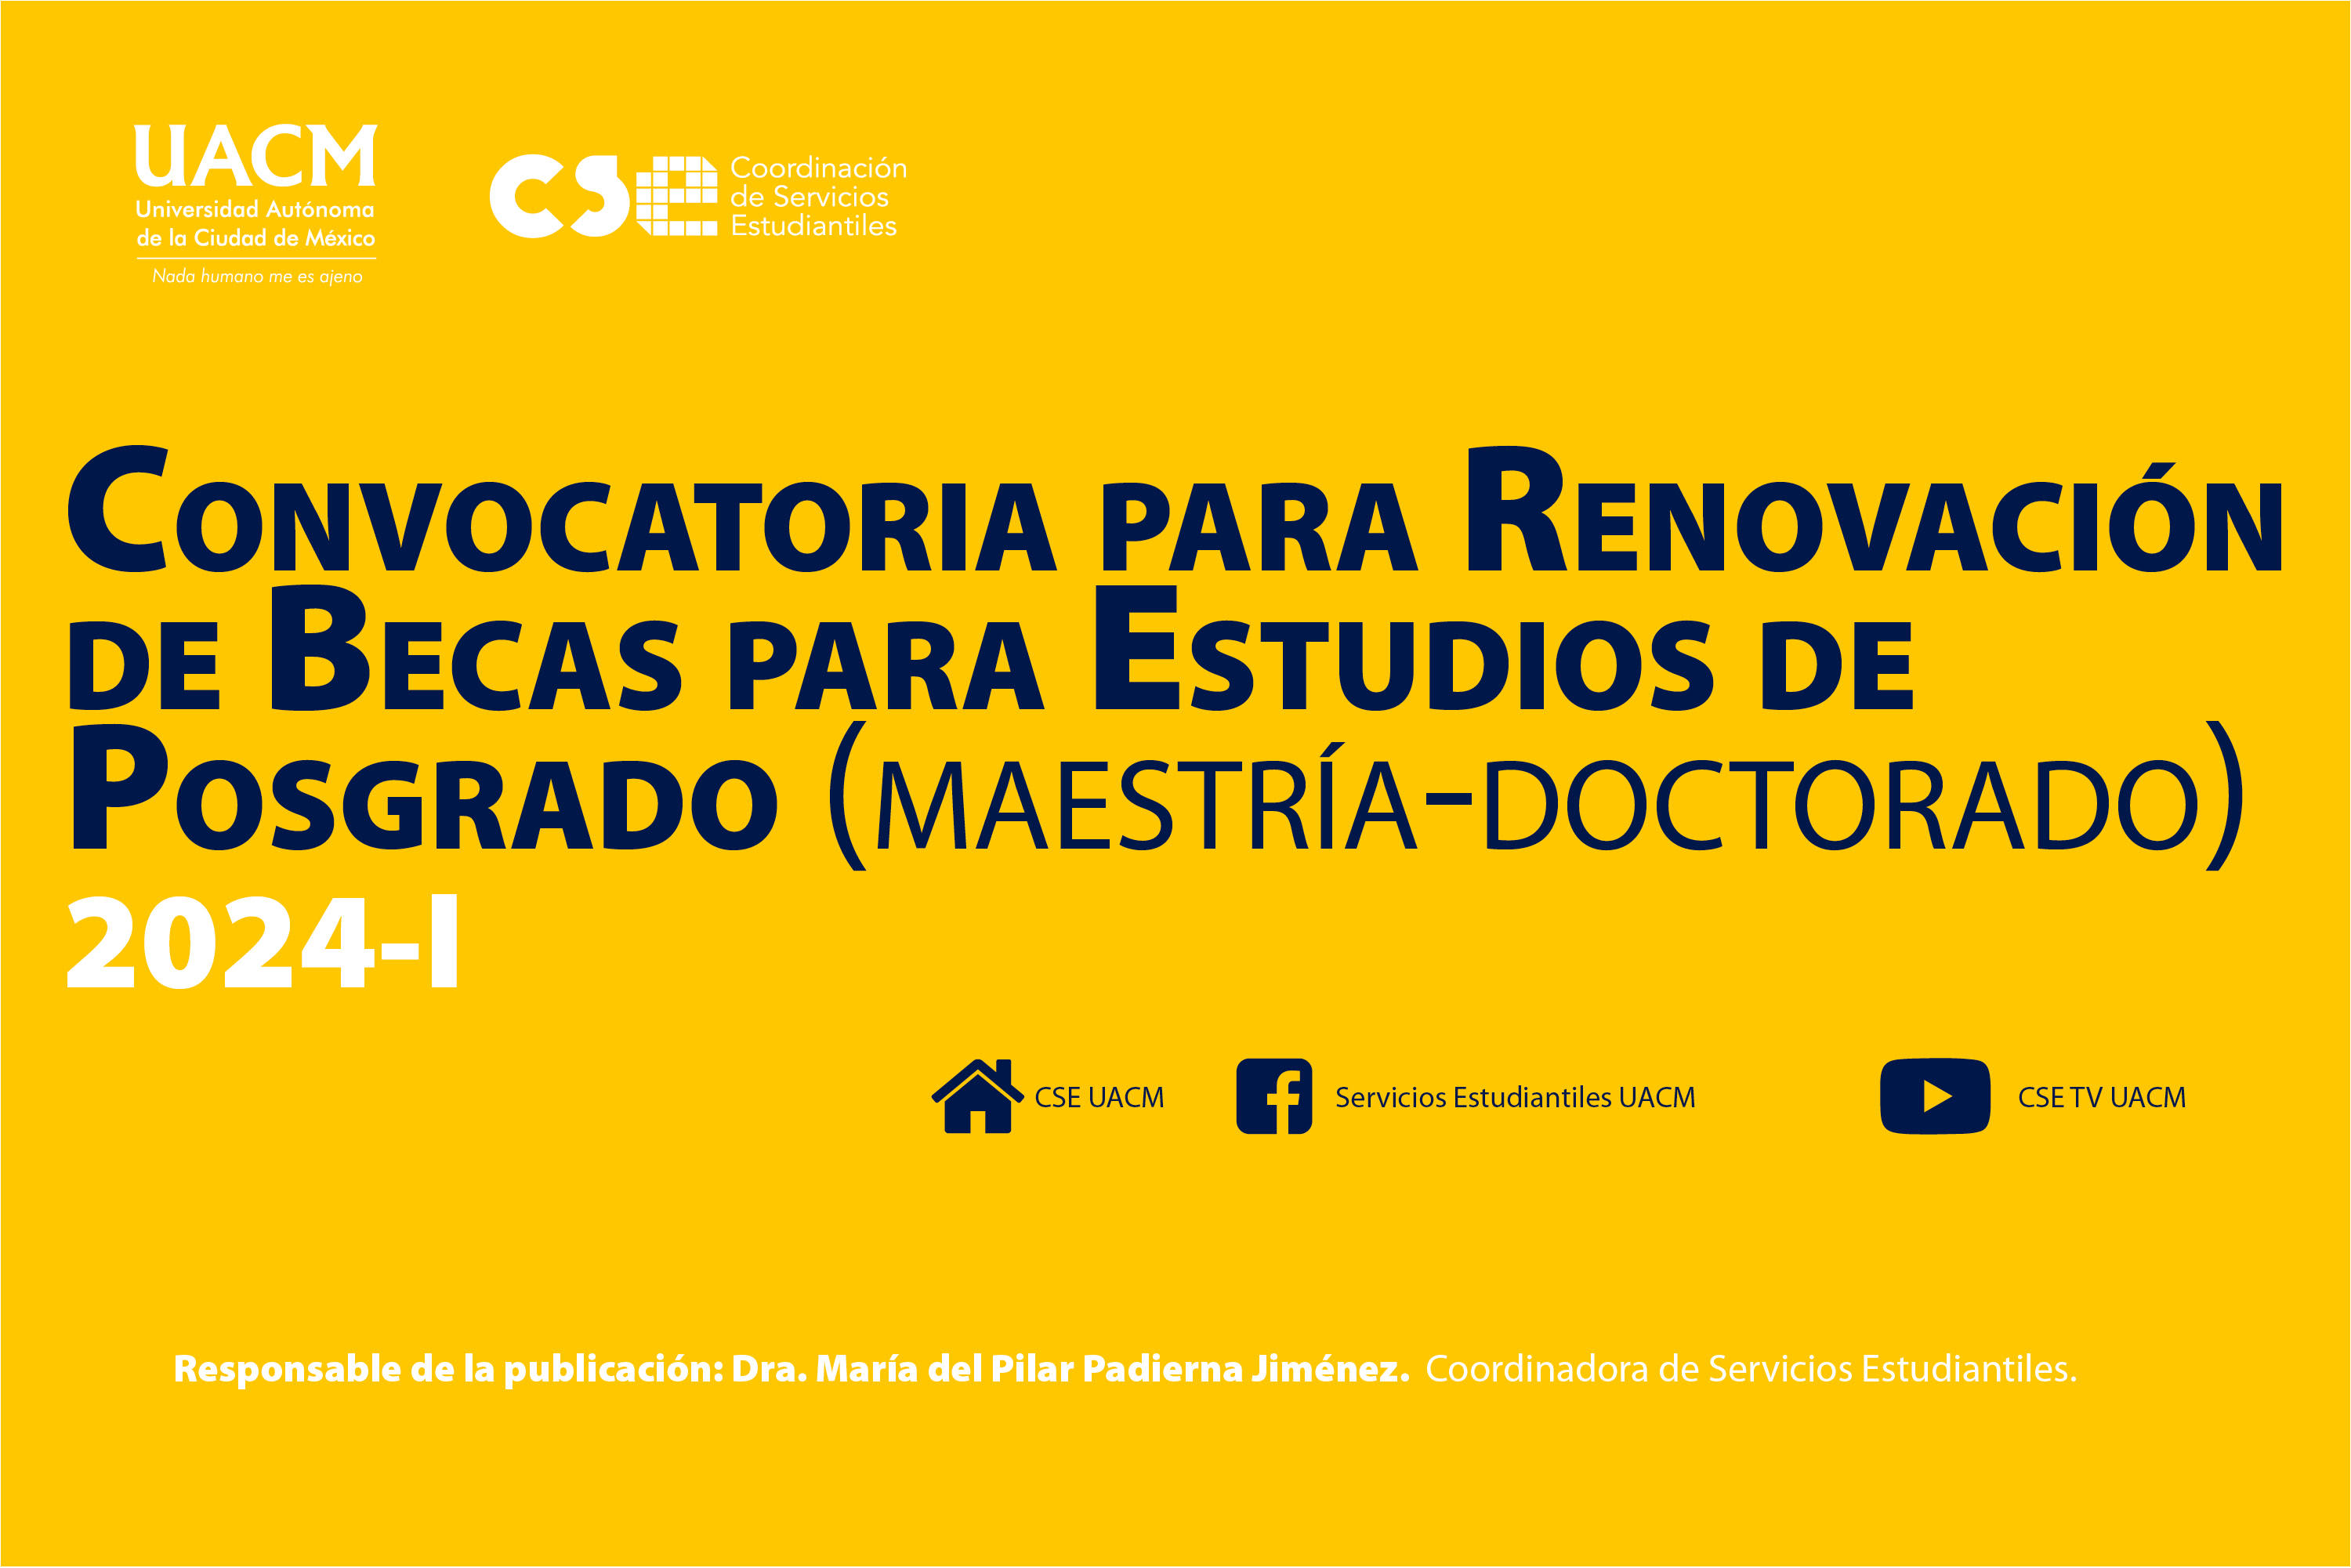 UACM
Universidad Autónoma
de la Ciudad de México
Nada humano me es ajeno
cse
Coordinación
de Servicios
Estudiantiles
Convocatoria para Renovación
de Becas para Estudios de
Posgrado (maestría-doctorado)
2024-I
CSE UACM
Servicios Estudiantiles UACM
CSE TV UACM
Responsable de la publicación: Dra. María del Pilar Padierna Jiménez. Coordinadora de Servicios Estudiantiles.